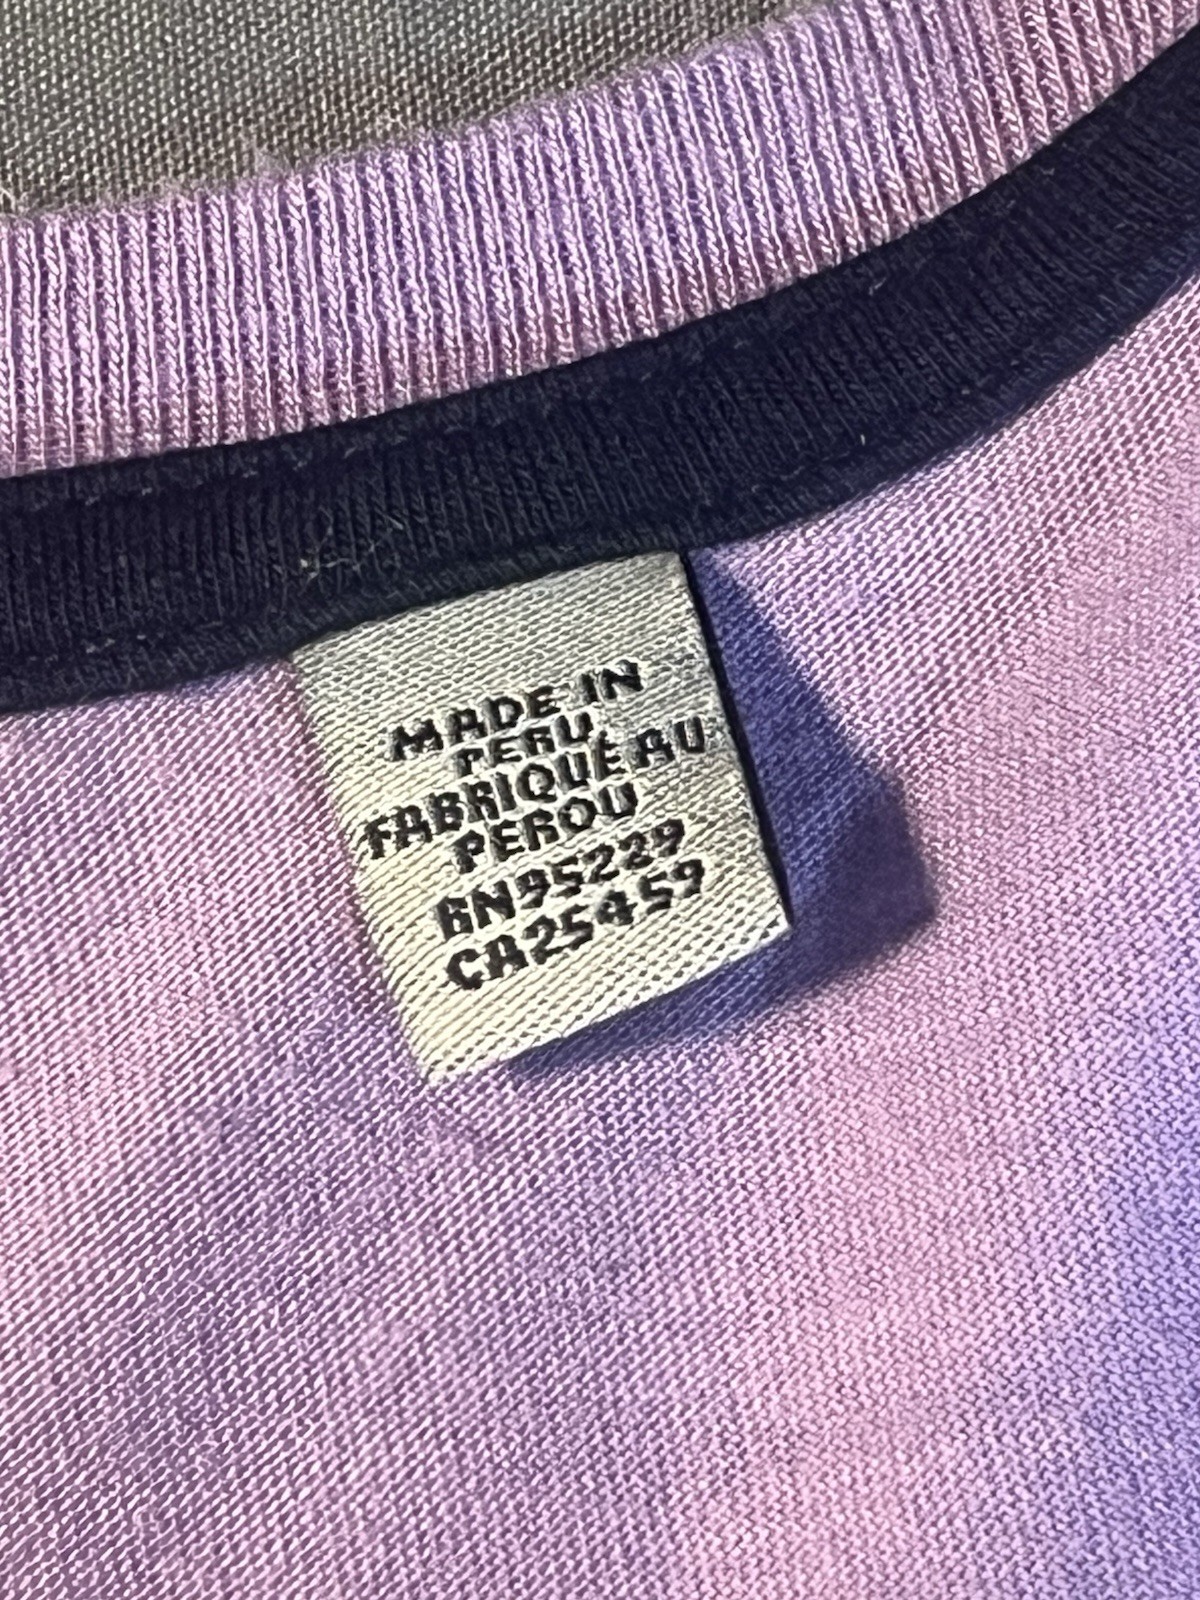 MADE IN
PERU.
FABRIQUÉ AU
PEROU
RN95229
CA25459